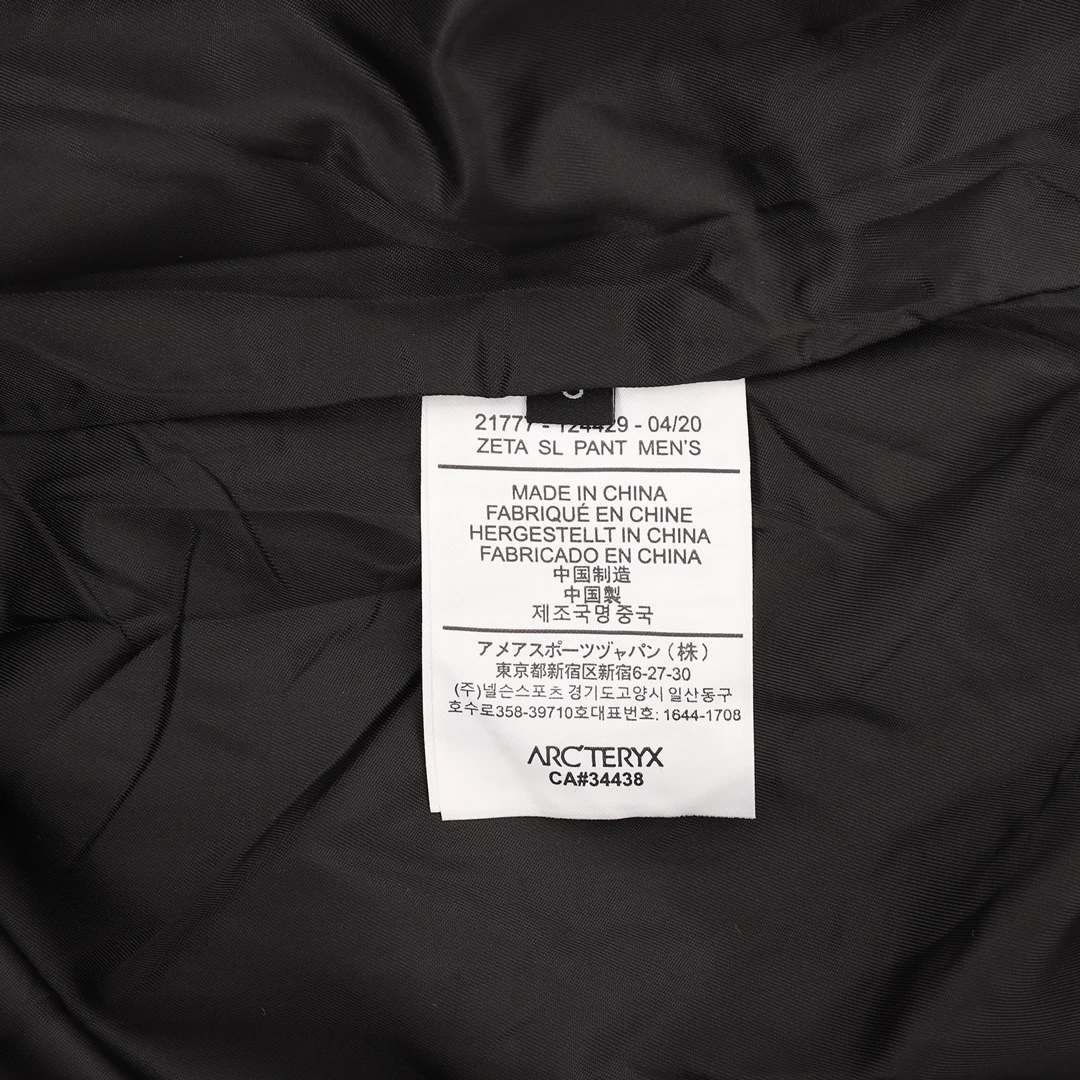 21777 - 124429 - 04/20
ZETA SL PANT MEN'S
MADE IN CHINA
FABRIQUÉ EN CHINE
HERGESTELLT IN CHINA
FABRICADO EN CHINA
中国制造
中国製
제조국명 중국
アメアスポーツヅャパン (株)
東京都新宿区新宿6-27-30
(주)넬슨스포츠 경기도고양시 일산동구
호수로358-39710호대표번호: 1644-1708
ARC'TERYX
CA#34438